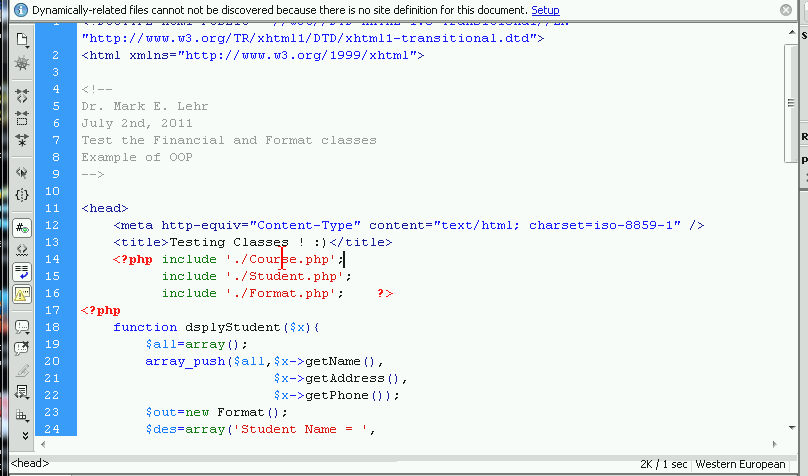 Dynamically-related files cannot not be discovered because there is no site definition for this document. Setup
"http://www.w3.org/TR/xhtml1/DTD/xhtml1-transitional.dtd">
2 <html xmlns="http://www.w3.org/1999/xhtml">
3
4 <!--
5 Dr. Mark E. Lehr
6 July 2nd, 2011
7 Test the Financial and Format classes
8 Example of OOP
9 -->
10
11 <head>
12 <meta http-equiv="Content-Type" content="text/html; charset=iso-8859-1" />
13 <title>Testing Classes ! :)</title>
14 <?php include './Course.php';
15 include './Student.php';
16 include './Format.php'; ?>
17 <?php
18 function dsplyStudent($x){
19 $all=array();
20 array_push($all,$x->getName(),
21 $x->getAddress(),
22 $x->getPhone());
23 $out=new Format();
24 $des=array('Student Name = ',
<head>
2K / 1 sec Western European